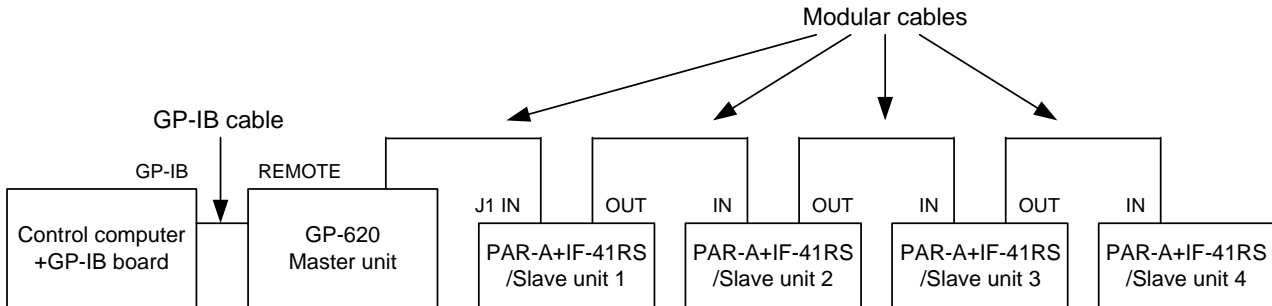 Modular cables
GP-IB cable
GP-IB
REMOTE
J1 IN
OUT
IN
OUT
IN
OUT
IN
Control computer
+GP-IB board
GP-620
Master unit
PAR-A+IF-41RS
/Slave unit 1
PAR-A+IF-41RS
/Slave unit 2
PAR-A+IF-41RS
/Slave unit 3
PAR-A+IF-41RS
/Slave unit 4